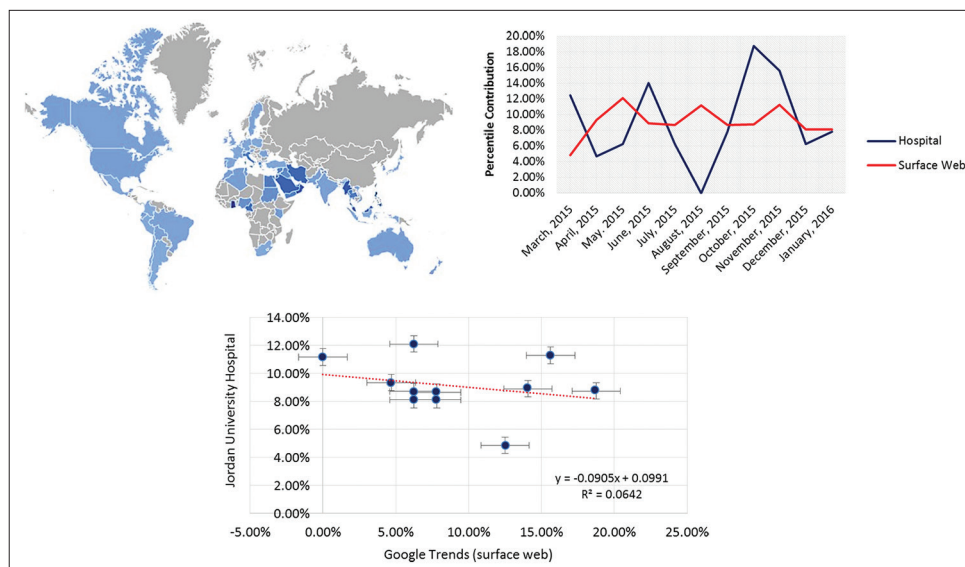 20.00%
18.00%
16.00%
14.00%
12.00%
10.00%
8.00%
6.00%
4.00%
2.00%
0.00%
Percentile Contribution
March, 2015
April, 2015
May. 2015
June, 2015
July, 2015
August, 2015
September, 2015
October, 2015
November, 2015
December, 2015
January, 2016
Hospital
Surface Web
14.00%
12.00%
10.00%
8.00%
6.00%
4.00%
2.00%
0.00%
Jordan University Hospital
y = -0.0905x + 0.0991
R² = 0.0642
-5.00%
0.00%
5.00%
10.00%
15.00%
20.00%
25.00%
Google Trends (surface web)